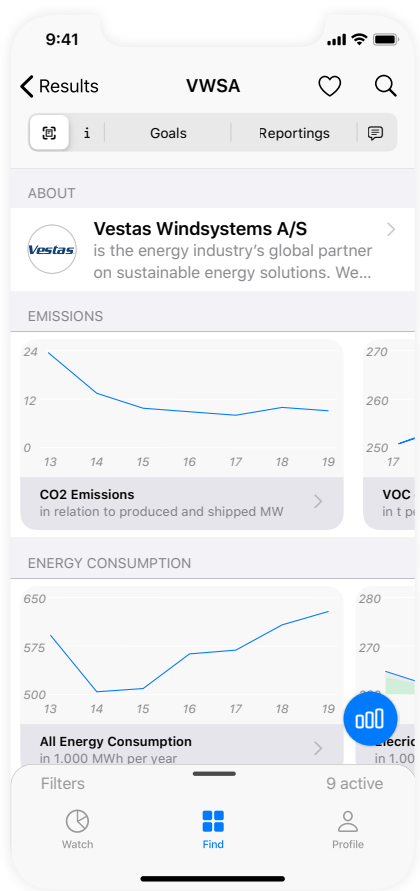 9:41
Results
VWSA
i
Goals
Reportings
ABOUT
Vestas
Vestas Windsystems A/S
is the energy industry's global partner
on sustainable energy solutions. We...
EMISSIONS
24
12
0
13 14 15 16 17 18 19
270
260
250
17
CO2 Emissions
in relation to produced and shipped MW
VOC
in t
ENERGY CONSUMPTION
650
575
500
13 14 15 16 17 18 19
280
270
All Energy Consumption
in 1.000 MWh per year
in 1.00
Filters
9 active
Watch
Find
Profile